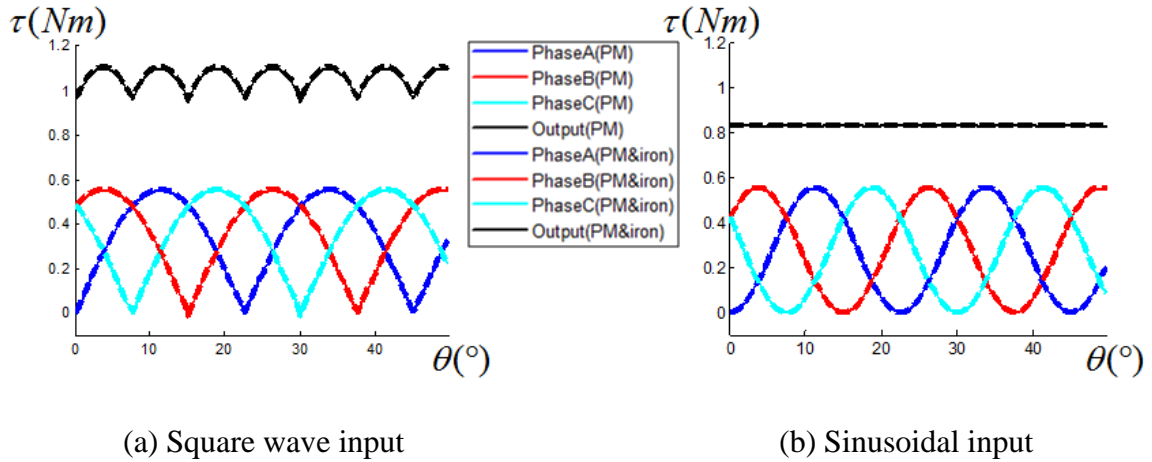 τ(Nm)
1.2
1
0.8
0.6
0.4
0.2
0
0
10
20
30
40
θ(°)
PhaseA(PM)
PhaseB(PM)
PhaseC(PM)
Output(PM)
PhaseA(PM&iron)
PhaseB(PM&iron)
PhaseC(PM&iron)
Output(PM&iron)
τ(Nm)
1.2
1
0.8
0.6
0.4
0.2
0
0
10
20
30
40
θ(°)
(a) Square wave input
(b) Sinusoidal input